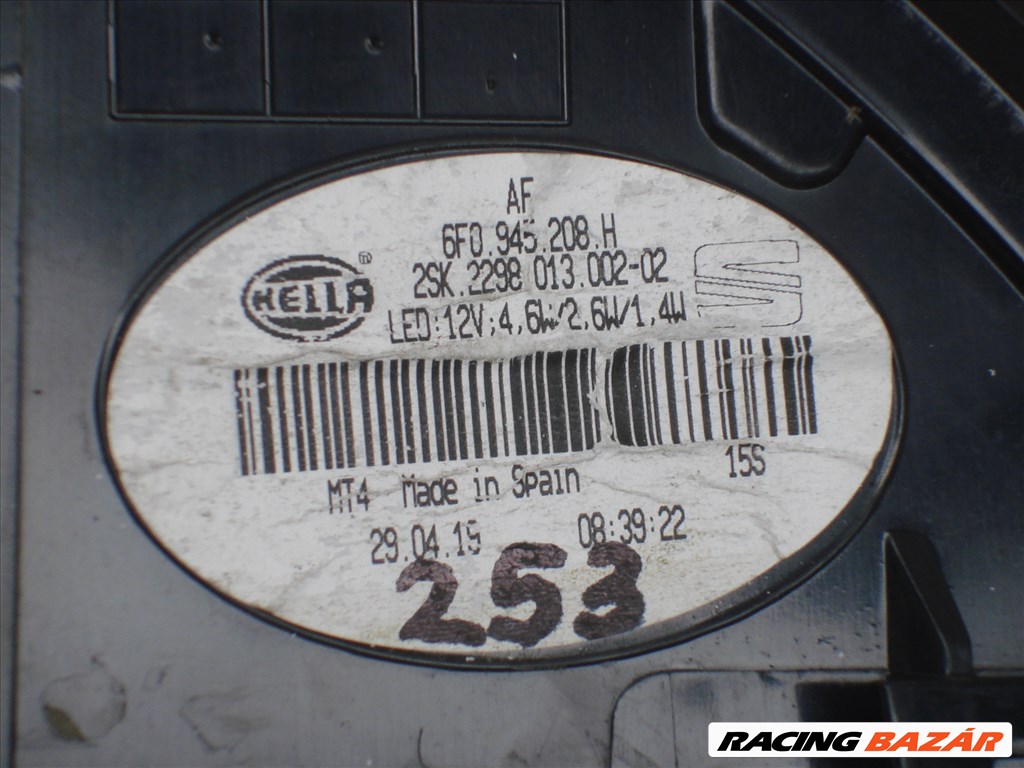 AF
6F0.945.208.H
2SK.2298 013.002-02
HELLA ®
LED:12V;4,6W/2,6W/1,4W
15S
MT4 Made in Spain
29.04.19 08:39:22
253
RACING BAZÁR